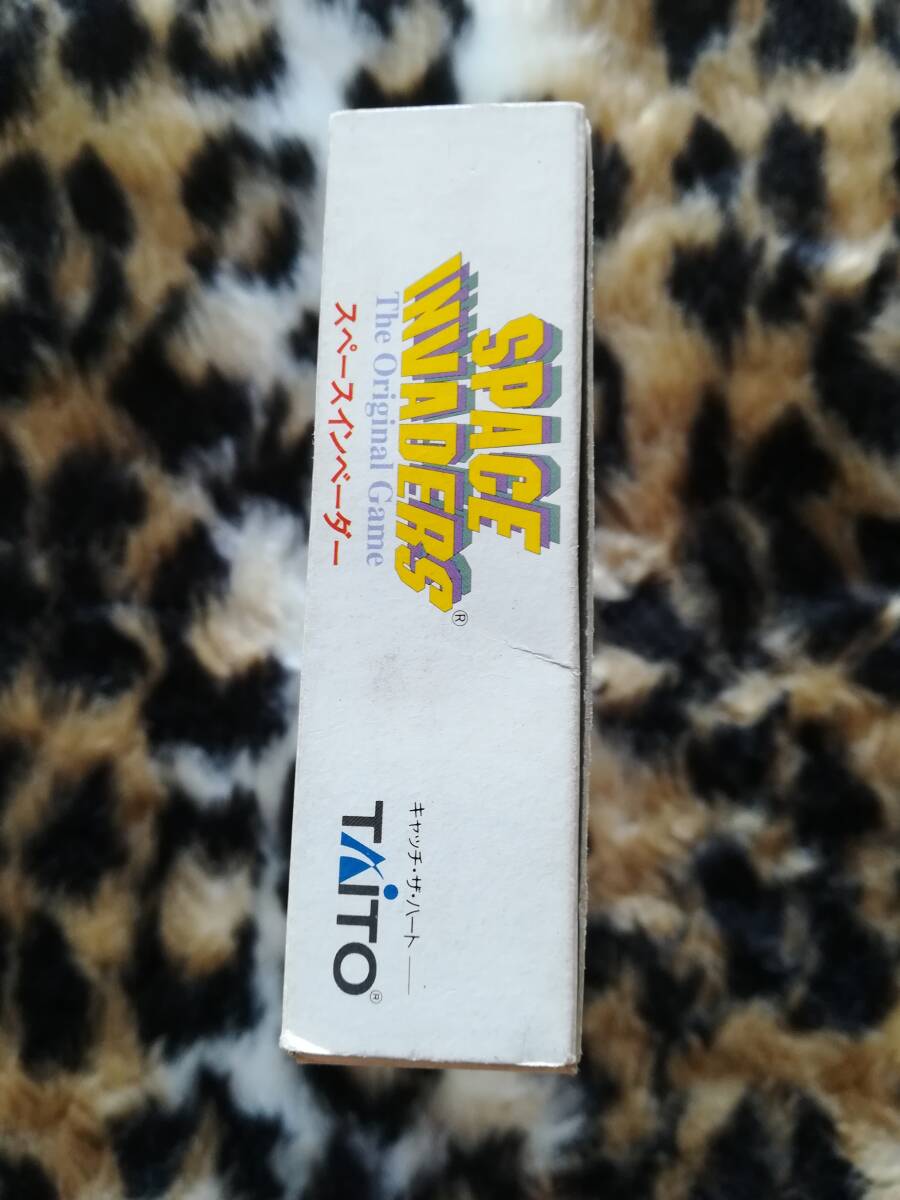 SPACE
INVADERS®
The Original Game
スペースインベーダー
キャッチ・ザ・ハート
TAITO®